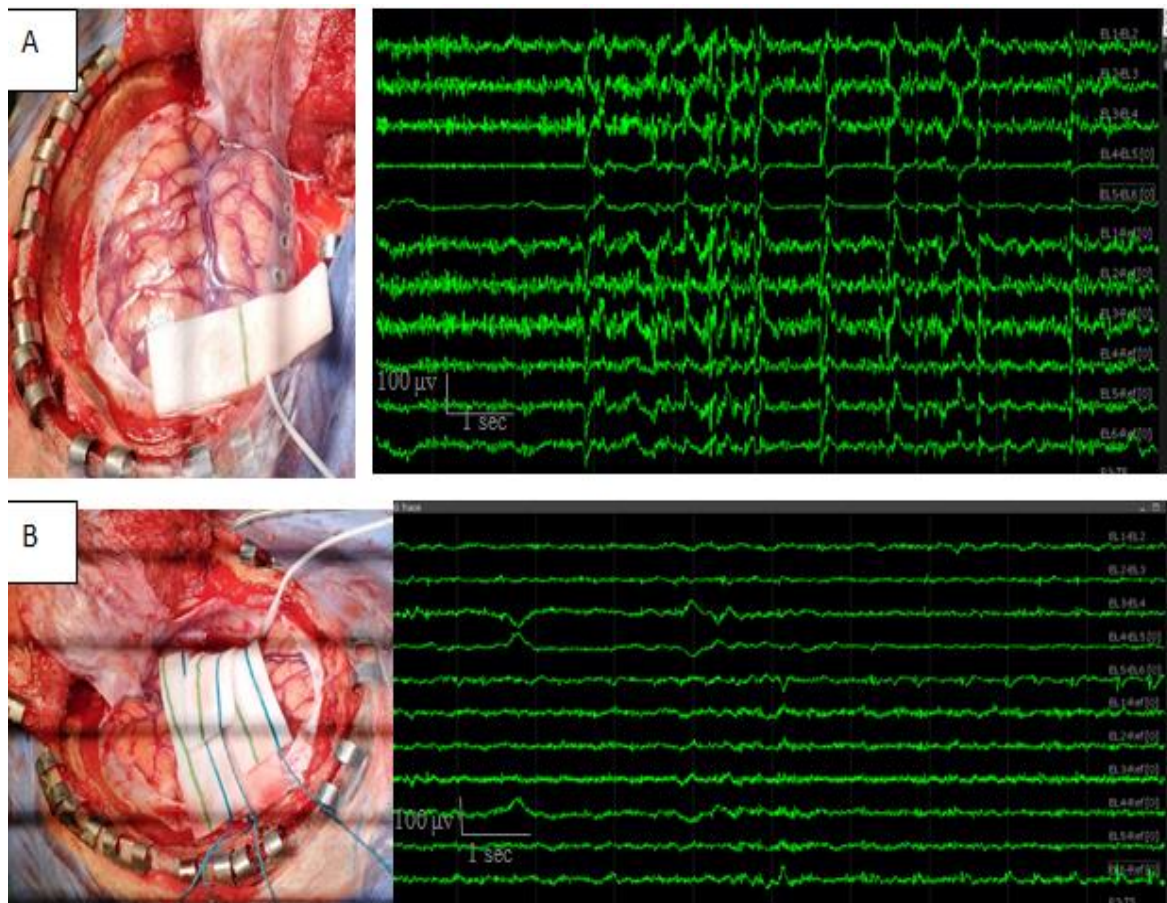 A
EL1-EL2
EL2-EL3
EL3-EL4
EL4-EL5 [0]
EL5-EL6 [0]
EL1-Ref [0]
EL2-Ref [0]
EL3-Ref [0]
EL4-Ref [0]
100 µv
1 sec
EL5-Ref [0]
EL6-Ref [0]
B
EL1-EL2
EL2-EL3
EL3-EL4
EL4-EL5 [0]
EL5-EL6 [0]
EL1-Ref [0]
EL2-Ref [0]
EL3-Ref [0]
EL4-Ref [0]
100 µv
1 sec
EL5-Ref [0]